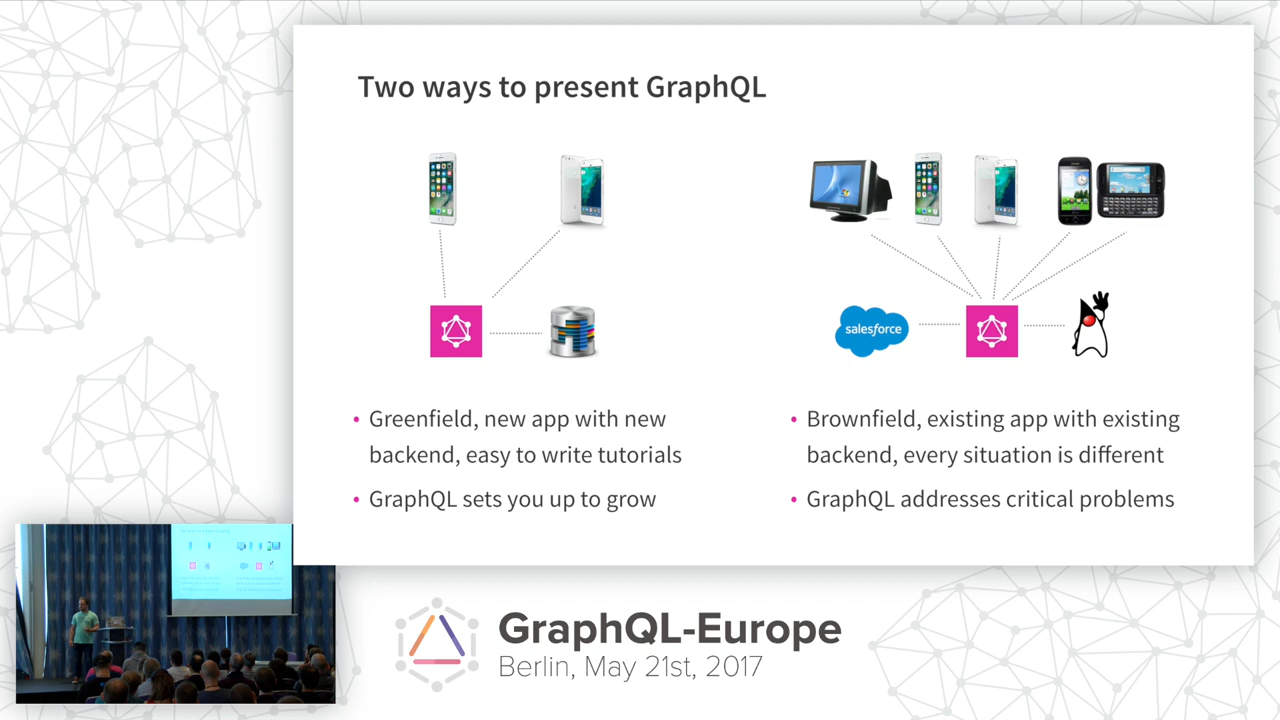 Two ways to present GraphQL
salesforce
• Greenfield, new app with new
backend, easy to write tutorials
• GraphQL sets you up to grow
• Brownfield, existing app with existing
backend, every situation is different
• GraphQL addresses critical problems
GraphQL-Europe
Berlin, May 21st, 2017